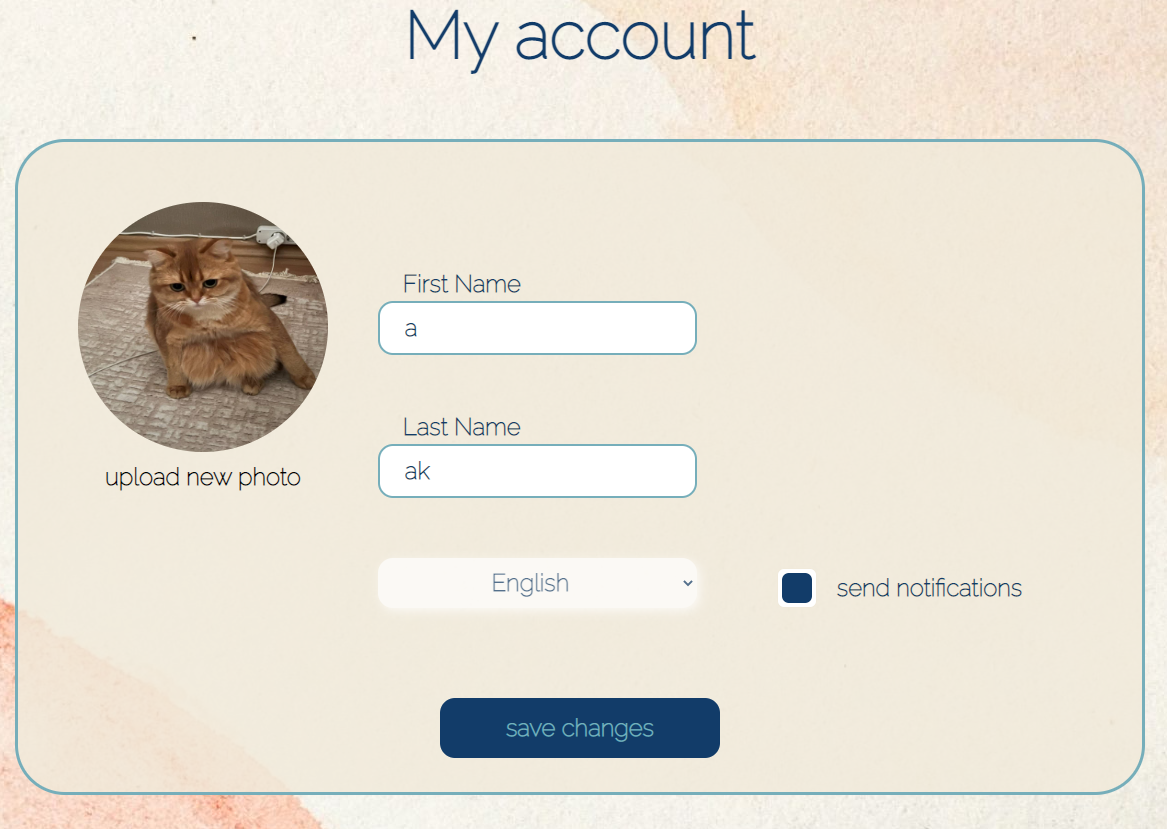 My account
First Name
a
Last Name
ak
upload new photo
English
send notifications
save changes